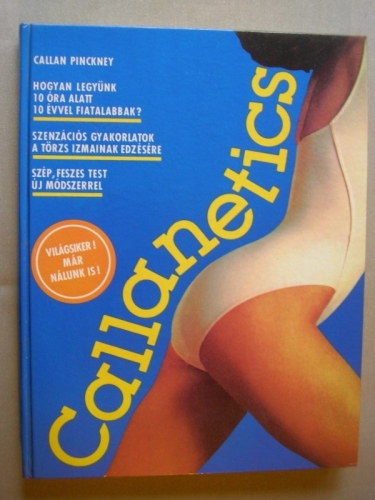 CALLAN PINCKNEY
HOGYAN LEGYÜNK
10 ÓRA ALATT
10 ÉVVEL FIATALABBAK?
SZENZÁCIÓS GYAKORLATOK
A TÖRZS IZMAINAK EDZÉSÉRE
SZÉP, FESZES TEST
ÚJ MÓDSZERREL
VILÁGSIKER!
MÁR
NÁLUNK IS!
Callanetics